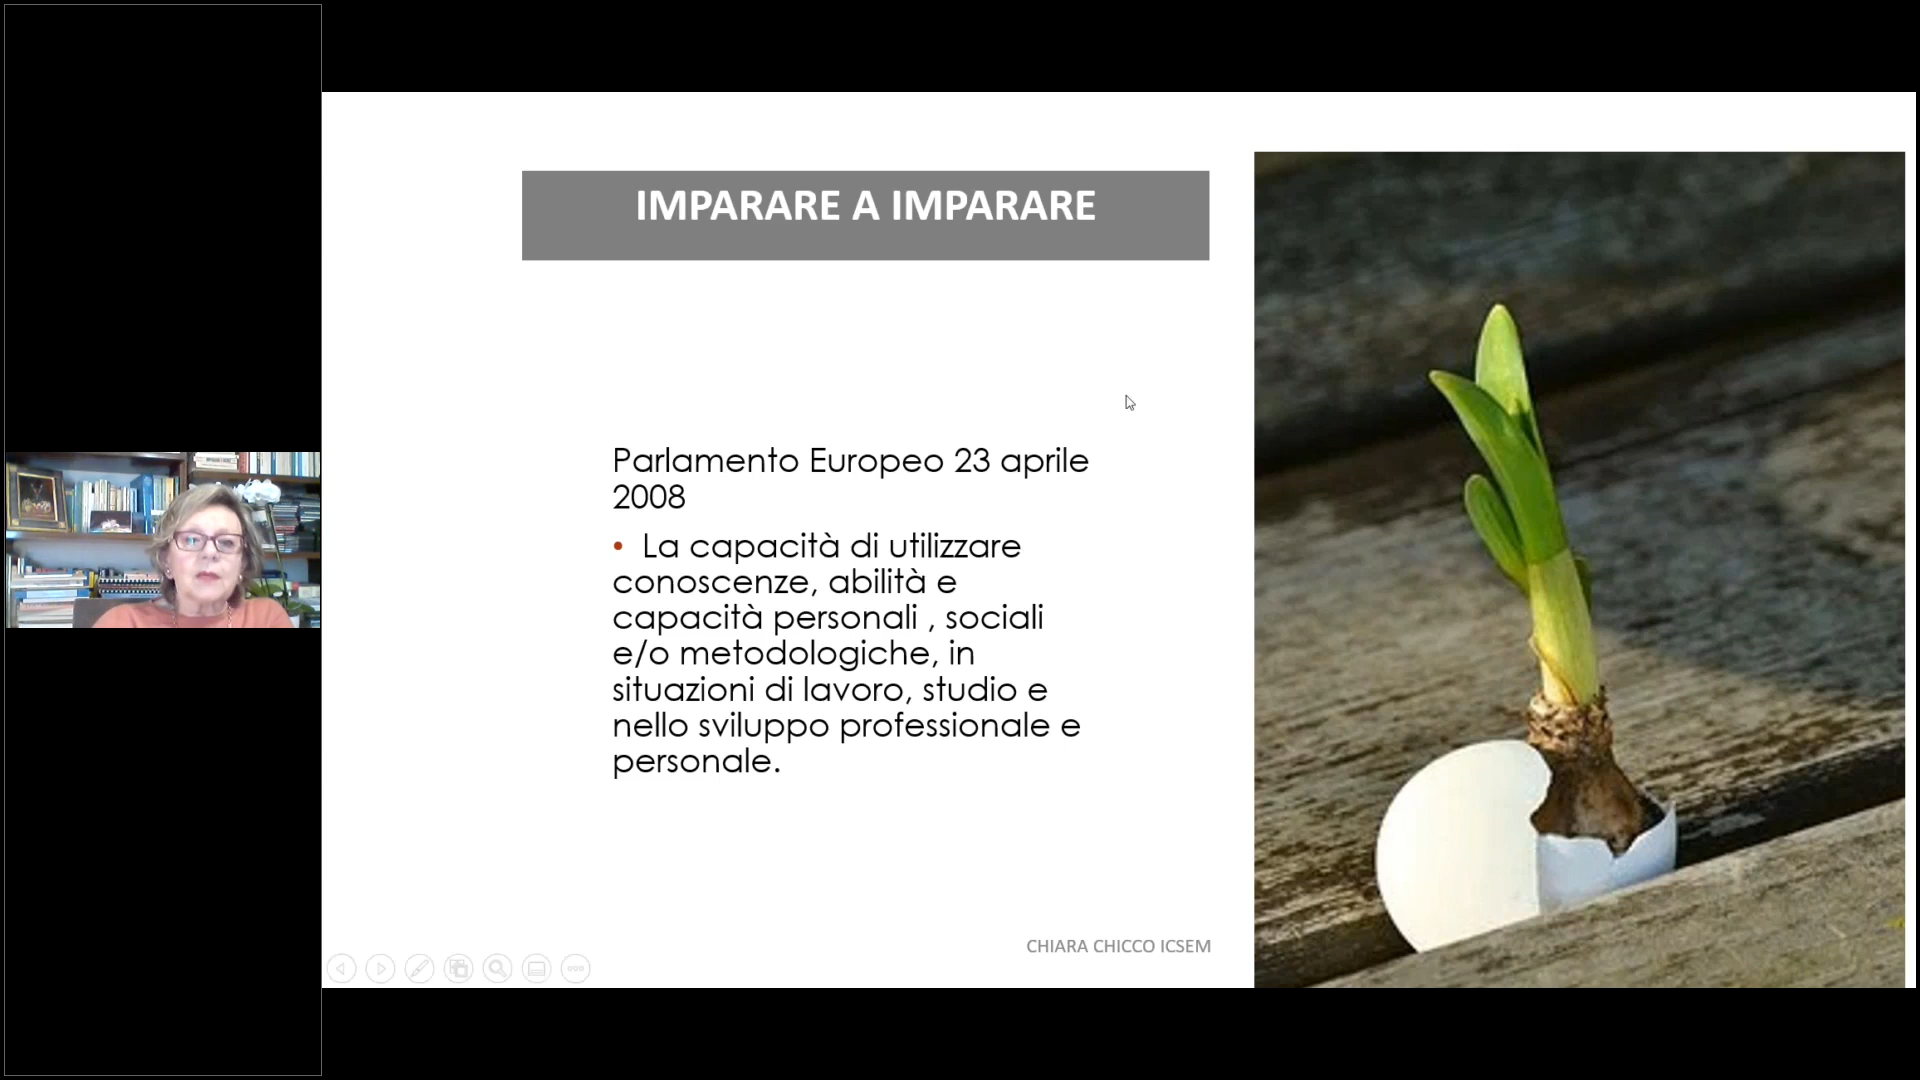 IMPARARE A IMPARARE
Parlamento Europeo 23 aprile
2008
• La capacità di utilizzare
conoscenze, abilità e
capacità personali , sociali
e/o metodologiche, in
situazioni di lavoro, studio e
nello sviluppo professionale e
personale.
CHIARA CHICCO ICSEM